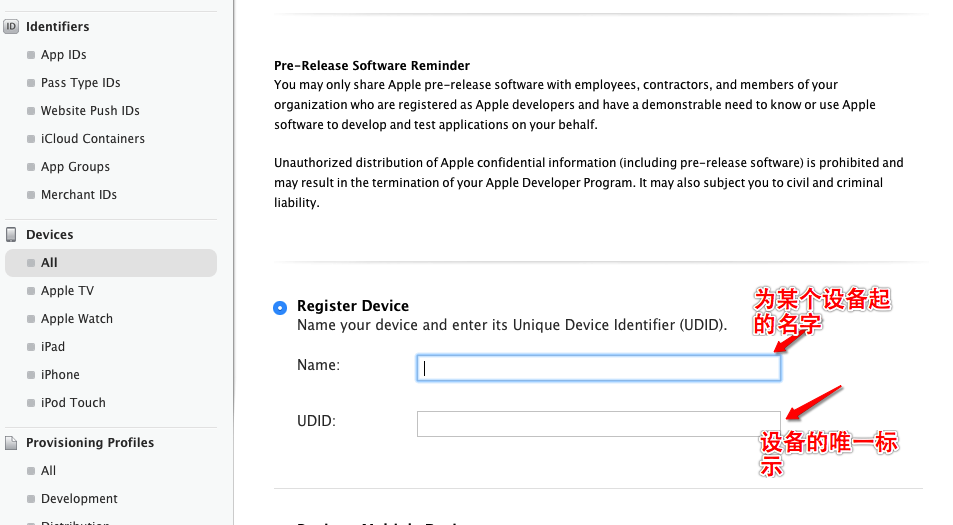 ID Identifiers
App IDs
Pass Type IDs
Website Push IDs
iCloud Containers
App Groups
Merchant IDs
Devices
All
Apple TV
Apple Watch
iPad
iPhone
iPod Touch
Provisioning Profiles
All
Development
Distribution
Pre-Release Software Reminder
You may only share Apple pre-release software with employees, contractors, and members of your
organization who are registered as Apple developers and have a demonstrable need to know or use Apple
software to develop and test applications on your behalf.
Unauthorized distribution of Apple confidential information (including pre-release software) is prohibited and
may result in the termination of your Apple Developer Program. It may also subject you to civil and criminal
liability.
Register Device
Name your device and enter its Unique Device Identifier (UDID).
Name:
为某个设备起
的名字
UDID:
设备的唯一标
示